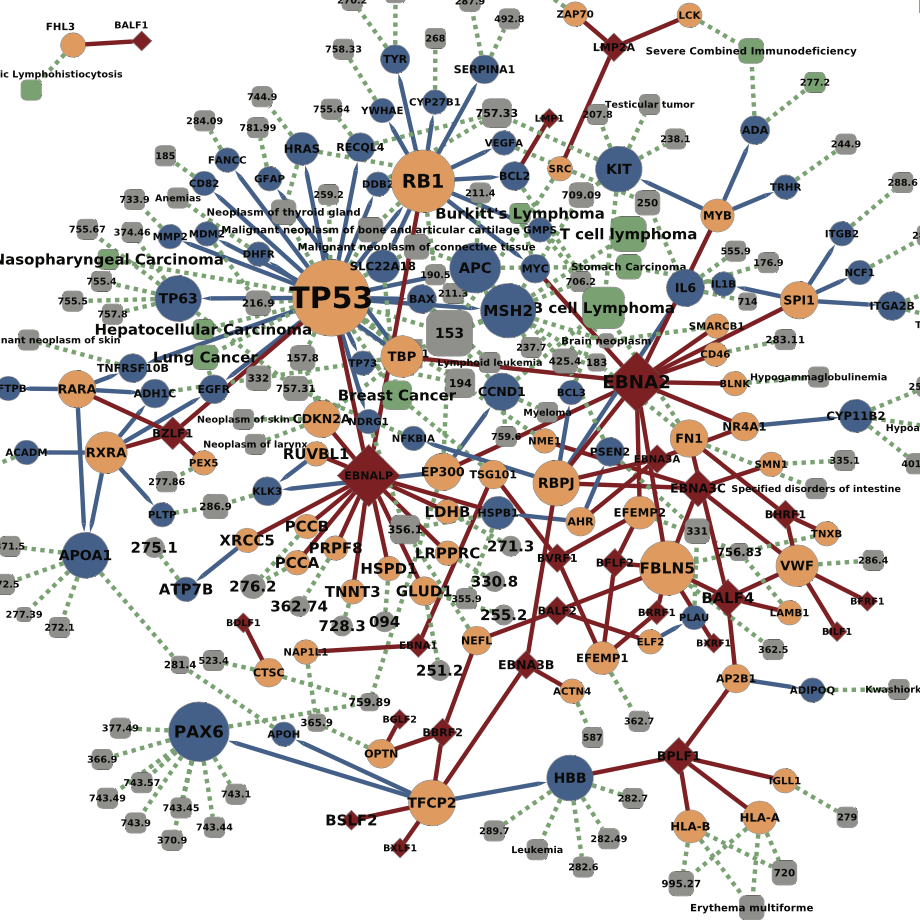 270.2
287.9
ZAP70
LCK
FHL3
BALF1
492.8
268
758.33
LMP2A
Severe Combined Immunodeficiency
TYR
SERPINA1
ic Lymphohistiocytosis
277.2
744.9
755.64
YWHAE
CYP27B1
757.33
LMP1
207.8
Testicular tumor
284.09
781.99
ADA
238.1
244.9
HRAS
RECQL4
VEGFA
185
FANCC
SRC
KIT
GFAP
CD82
DDB2
RB1
BCL2
TRHR
288.6
733.9
Anemias
259.2
211.4
709.09
250
Neoplasm of thyroid gland
Burkitt's Lymphoma
MYB
755.67
374.46
MMP2
MDM2
Malignant neoplasm of bone and articular cartilage
GMPS
T cell lymphoma
ITGB2
Malignant neoplasm of connective tissue
555.9
Nasopharyngeal Carcinoma
DHFR
SLC22A18
APC
MYC
Stomach Carcinoma
176.9
NCF1
755.4
190.5
706.2
IL6
IL1B
755.5
TP63
216.9
TP53
BAX
211.3
MSH2
B cell Lymphoma
714
SPI1
ITGA2B
757.8
Hepatocellular Carcinoma
153
SMARCB1
nant neoplasm of skin
Brain neoplasm
283.11
237.7
Lung Cancer
157.8
TBP
CD46
TNFRSF10B
TP73
Lymphoid leukemia
425.4
183
FTPB
RARA
332
194
EBNA2
BLNK
Hypogammaglobulinemia
ADH1C
EGFR
757.31
Breast Cancer
CCND1
BCL3
Myeloma
CYP11B2
Neoplasm of skin
CDKN2A
NDRG1
NR4A1
Hypoa
BZLF1
NFKBIA
759.6
NME1
FN1
ACADM
RXRA
Neoplasm of larynx
RUVBL1
PSEN2
EBNA3A
PEX5
SMN1
335.1
401
EBNALP
EP300
TSG101
RBPJ
277.86
KLK3
EBNA3C
Specified disorders of intestine
286.9
PLTP
LDHB
HSPB1
AHR
EFEMP2
BHRF1
PCCB
356.1
331
TNXB
XRCC5
275.1
PRPF8
271.3
371.5
APOA1
LRPPRC
756.83
PCCA
HSPD1
BVRF1
BFLF2
FBLN5
VWF
286.4
272.5
ATP7B
276.2
TNNT3
GLUD1
330.8
355.9
BALF4
BFRF1
362.74
277.39
BALF2
BRRF1
LAMB1
255.2
PLAU
BDLF1
728.3
094
272.1
BILF1
NEFL
ELF2
BXRF1
EBNA1
NAP1L1
362.5
281.4
523.4
EBNA3B
EFEMP1
CTSC
251.2
AP2B1
ADIPOQ
Kwashiork
ACTN4
759.89
365.9
BGLF2
362.7
377.49
PAX6
APOH
BBRF2
587
366.9
OPTN
BPLF1
743.57
HBB
IGLL1
743.49
743.1
743.45
TFCP2
282.7
743.9
743.44
BSLF2
279
289.7
HLA-B
HLA-A
370.9
282.49
BXLF1
Leukemia
282.6
720
995.27
Erythema multiforme